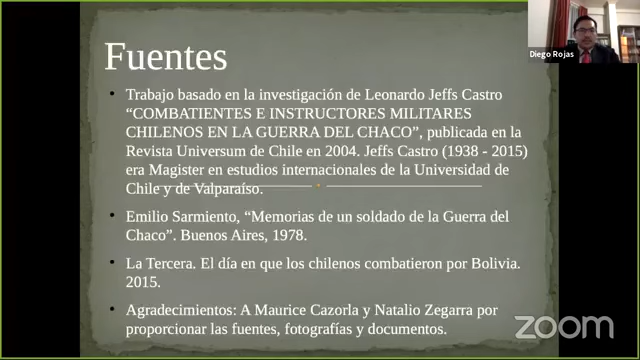 Fuentes
Diego Rojas
• Trabajo basado en la investigación de Leonardo Jeffs Castro
“COMBATIENTES E INSTRUCTORES MILITARES
CHILENOS EN LA GUERRA DEL CHACO”, publicada en la
Revista Universum de Chile en 2004. Jeffs Castro (1938 - 2015)
era Magister en estudios internacionales de la Universidad de
Chile y de Valparaíso.
• Emilio Sarmiento, “Memorias de un soldado de la Guerra del
Chaco”. Buenos Aires, 1978.
• La Tercera. El día en que los chilenos combatieron por Bolivia.
2015.
• Agradecimientos: A Maurice Cazorla y Natalio Zegarra por
proporcionar las fuentes, fotografías y documentos.
zoom